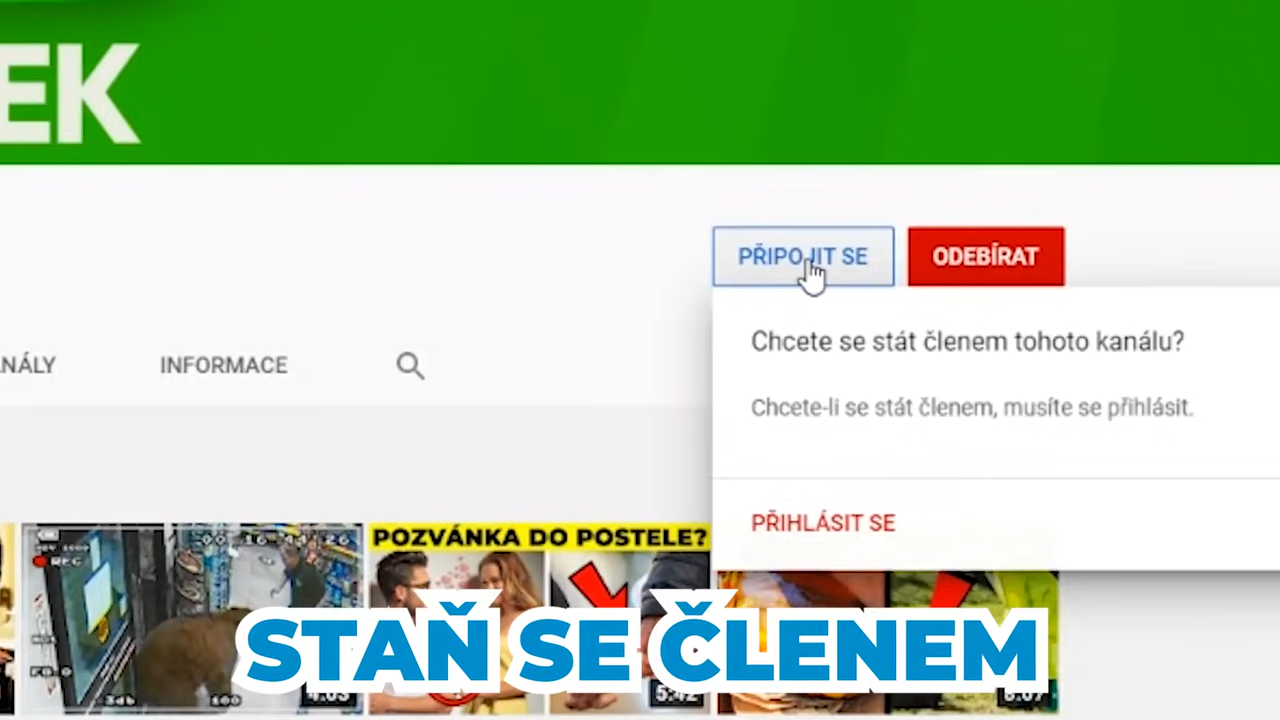 EK
PŘIPOJIT SE
ODEBÍRAT
Chcete se stát členem tohoto kanálu?
Chcete-li se stát členem, musíte se přihlásit.
PŘIHLÁSIT SE
NÁLY
INFORMACE
REC
POZVÁNKA DO POSTELE?
STAŇ SE ČLENEM
4:03
5:42